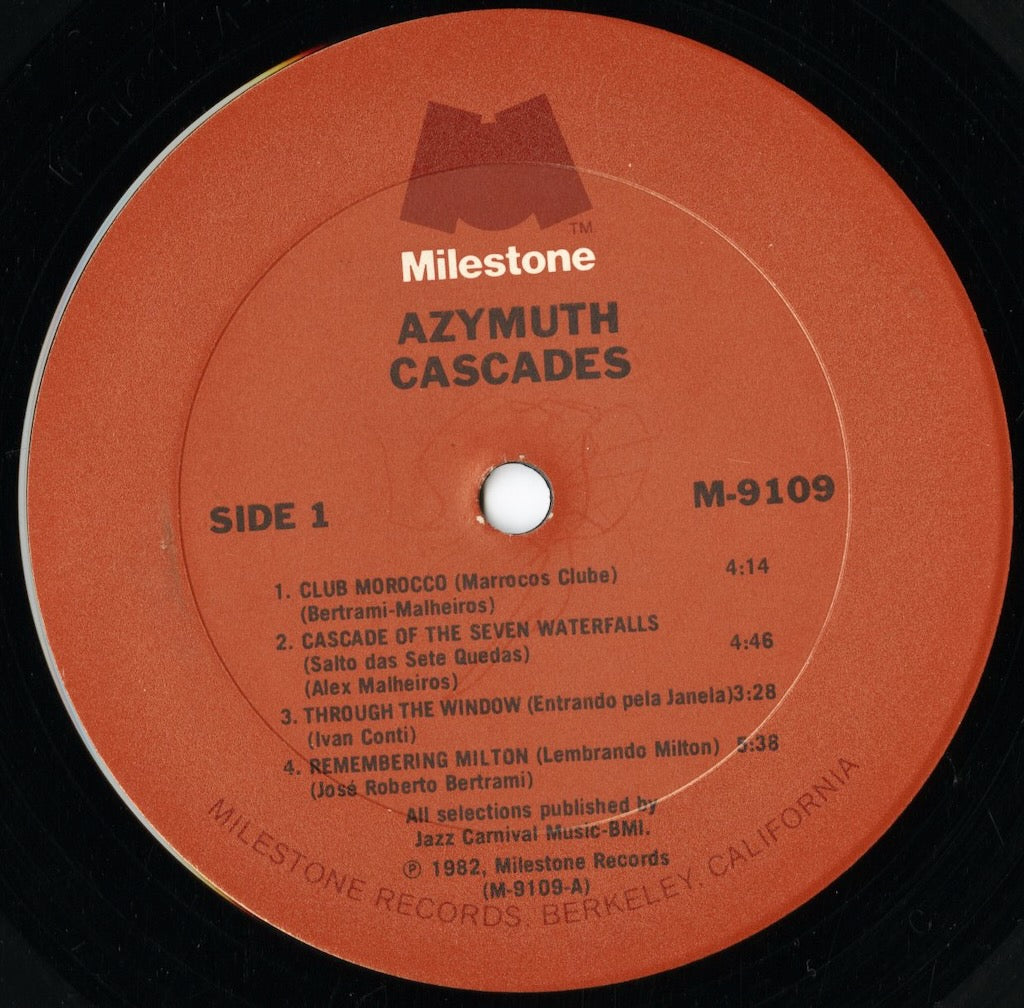 TM
Milestone
AZYMUTH
CASCADES
SIDE 1
M-9109
1. CLUB MOROCCO (Marrocos Clube) 4:14
(Bertrami-Malheiros)
2. CASCADE OF THE SEVEN WATERFALLS
(Salto das Sete Quedas) 4:46
(Alex Malheiros)
3. THROUGH THE WINDOW (Entrando pela Janela)3:28
(Ivan Conti)
4. REMEMBERING MILTON (Lembrando Milton) 5:38
(José Roberto Bertrami)
All selections published by
Jazz Carnival Music-BMI.
℗ 1982, Milestone Records
(M-9109-A)
MILESTONE RECORDS, BERKELEY, CALIFORNIA